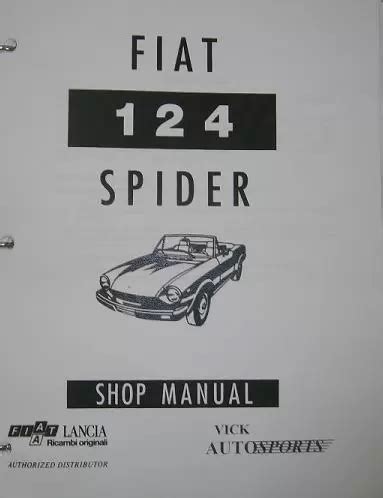 FIAT
124
SPIDER
SHOP MANUAL
FIAT LANCIA
Ricambi originali
AUTHORIZED DISTRIBUTOR
VICK
AUTOSPORTS